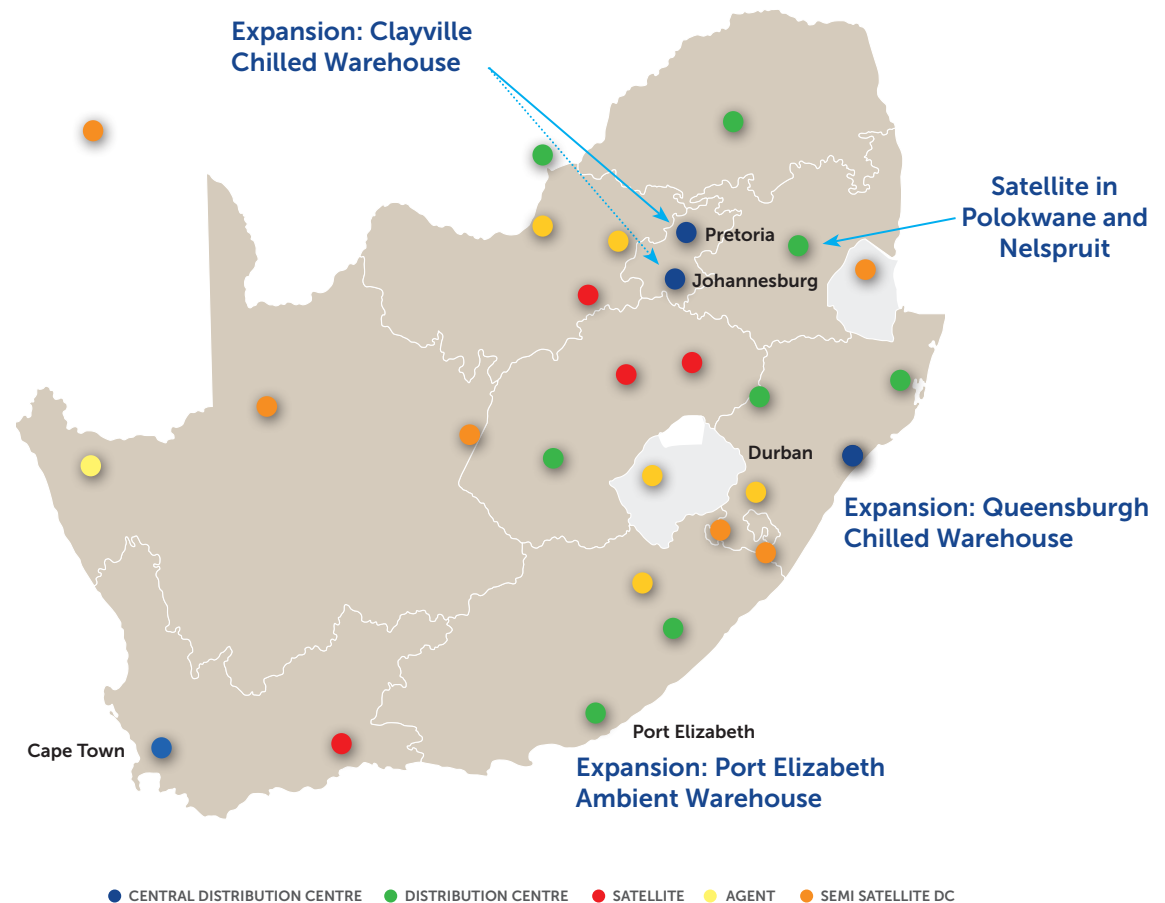 Expansion: Clayville
Chilled Warehouse
Satellite in
Polokwane and
Nelspruit
Pretoria
Johannesburg
Durban
Expansion: Queensburgh
Chilled Warehouse
Port Elizabeth
Cape Town
Expansion: Port Elizabeth
Ambient Warehouse
CENTRAL DISTRIBUTION CENTRE
DISTRIBUTION CENTRE
SATELLITE
AGENT
SEMI SATELLITE DC